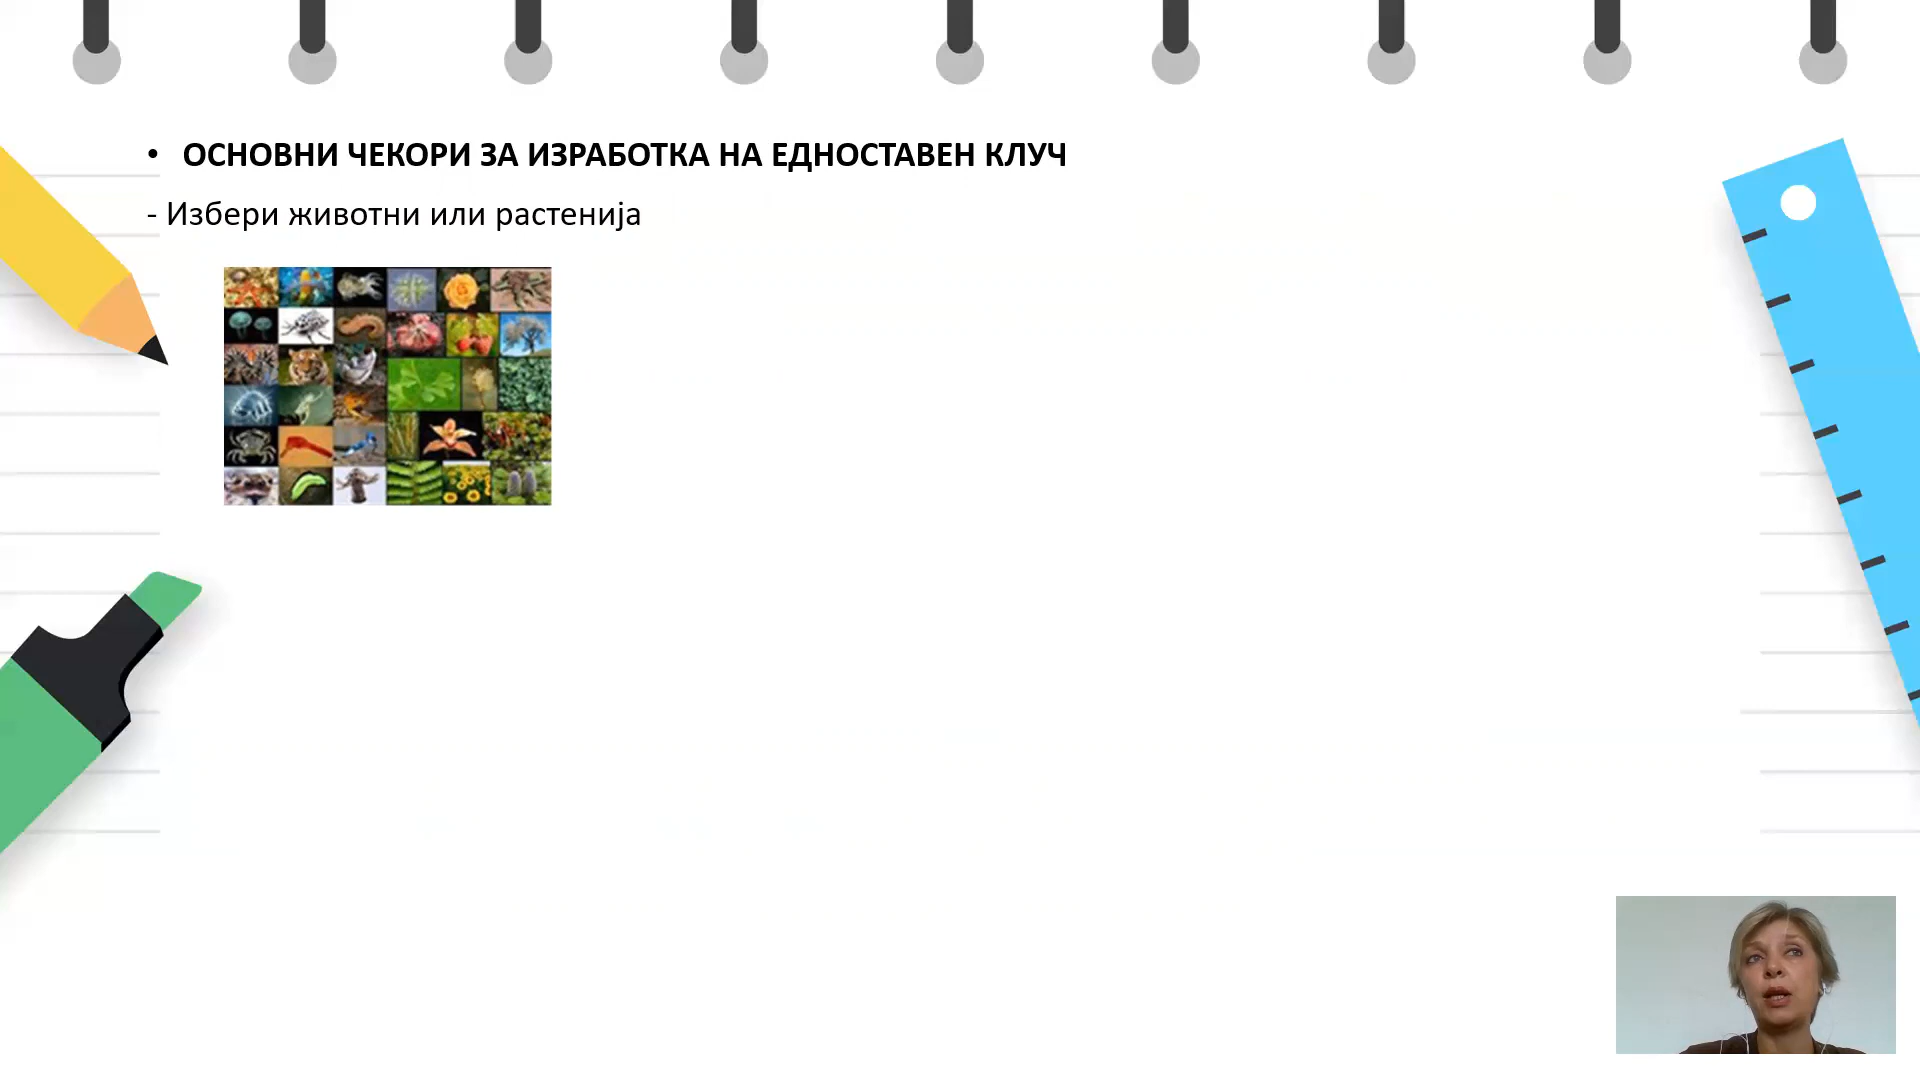 • ОСНОВНИ ЧЕКОРИ ЗА ИЗРАБОТКА НА ЕДНОСТАВЕН КЛУЧ
- Избери животни или растенија